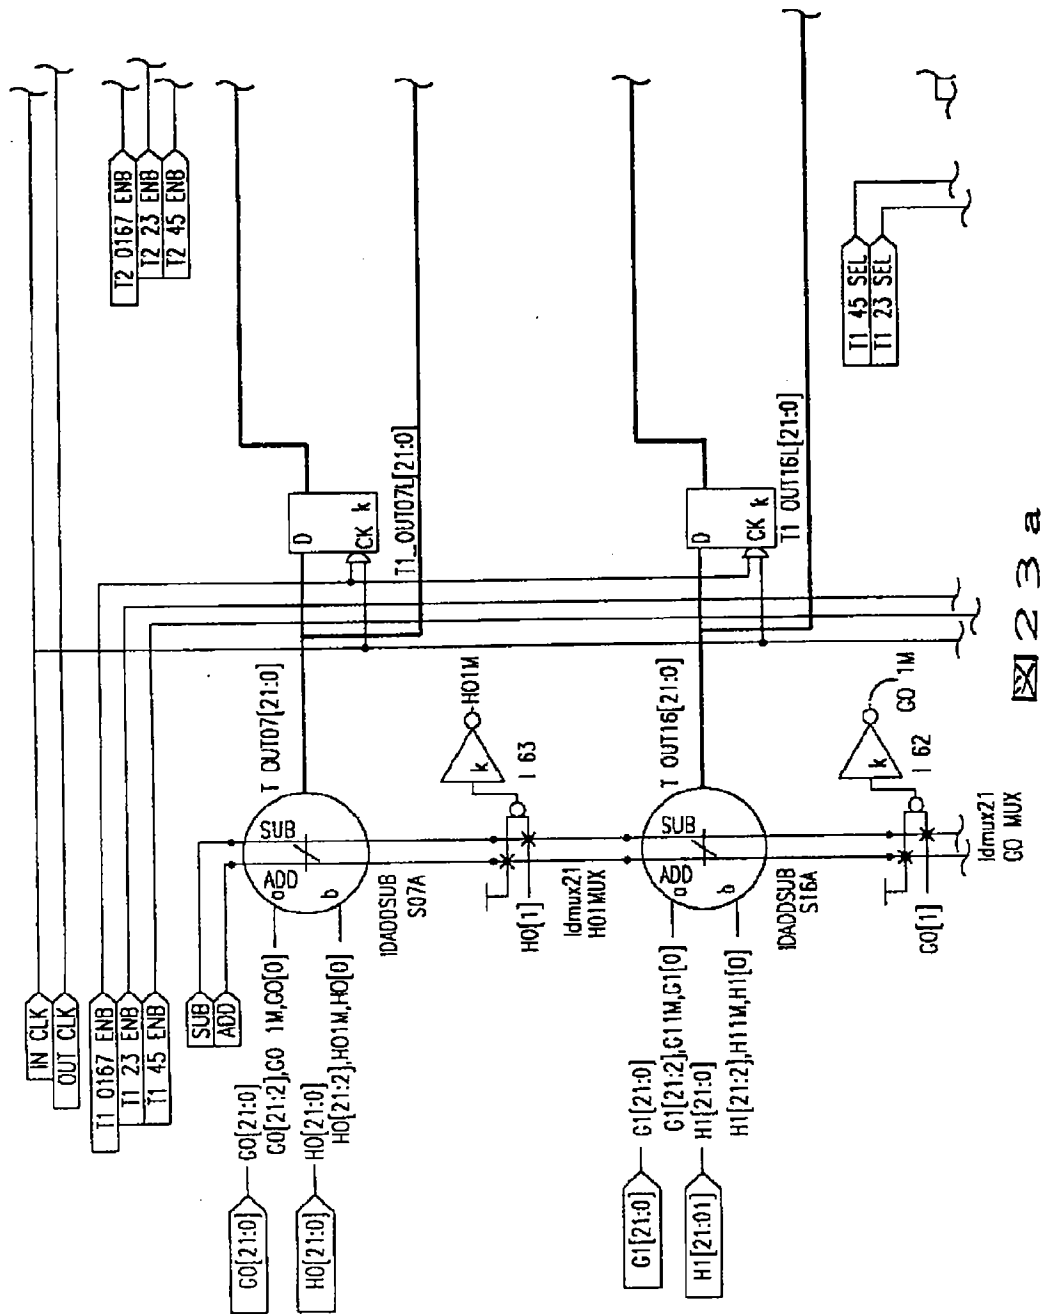 IN CLK
OUT CLK
T1 0167 ENB
T1 23 ENB
T1 45 ENB
SUB
ADD
T2 0167 ENB
T2 23 ENB
T2 45 ENB
G0[21:0]
G0[21:0]
G0[21:2],G0 1M,G0[0]
H0[21:0]
H0[21:0]
H0[21:2],H01M,H0[0]
SUB
ADD
a
b
IDADDSUB
S07A
T OUT07[21:0]
D
CK
k
T1_OUT07L[21:0]
H0[1]
k
H01M
I 63
ldmux21
H01MUX
G1[21:0]
G1[21:0]
G1[21:2],G11M,G1[0]
H1[21:01]
H1[21:0]
H1[21:2],H11M,H1[0]
SUB
ADD
a
b
IDADDSUB
S16A
T OUT16[21:0]
D
CK
k
T1 OUT16L[21:0]
G0[1]
k
G0 1M
I 62
ldmux21
G0 MUX
T1 45 SEL
T1 23 SEL
図23a